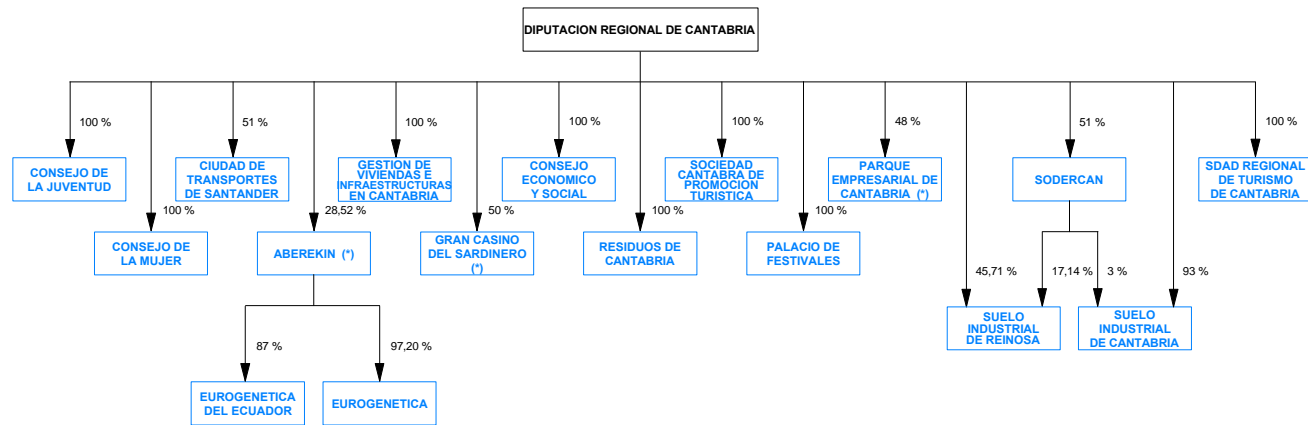 DIPUTACION REGIONAL DE CANTABRIA
100 %
51 %
100 %
100 %
100 %
48 %
51 %
100 %
CONSEJO DE
LA JUVENTUD
CIUDAD DE
TRANSPORTES
DE SANTANDER
GESTION DE
VIVIENDAS E
INFRAESTRUCTURAS
EN CANTABRIA
CONSEJO
ECONOMICO
Y SOCIAL
SOCIEDAD
CANTABRA DE
PROMOCION
TURISTICA
PARQUE
EMPRESARIAL DE
CANTABRIA (*)
SODERCAN
SDAD REGIONAL
DE TURISMO
DE CANTABRIA
100 %
28,52 %
50 %
100 %
100 %
CONSEJO DE
LA MUJER
ABEREKIN (*)
GRAN CASINO
DEL SARDINERO
(*)
RESIDUOS DE
CANTABRIA
PALACIO DE
FESTIVALES
45,71 %
17,14 %
3 %
93 %
SUELO
INDUSTRIAL
DE REINOSA
SUELO
INDUSTRIAL
DE CANTABRIA
87 %
97,20 %
EUROGENETICA
DEL ECUADOR
EUROGENETICA